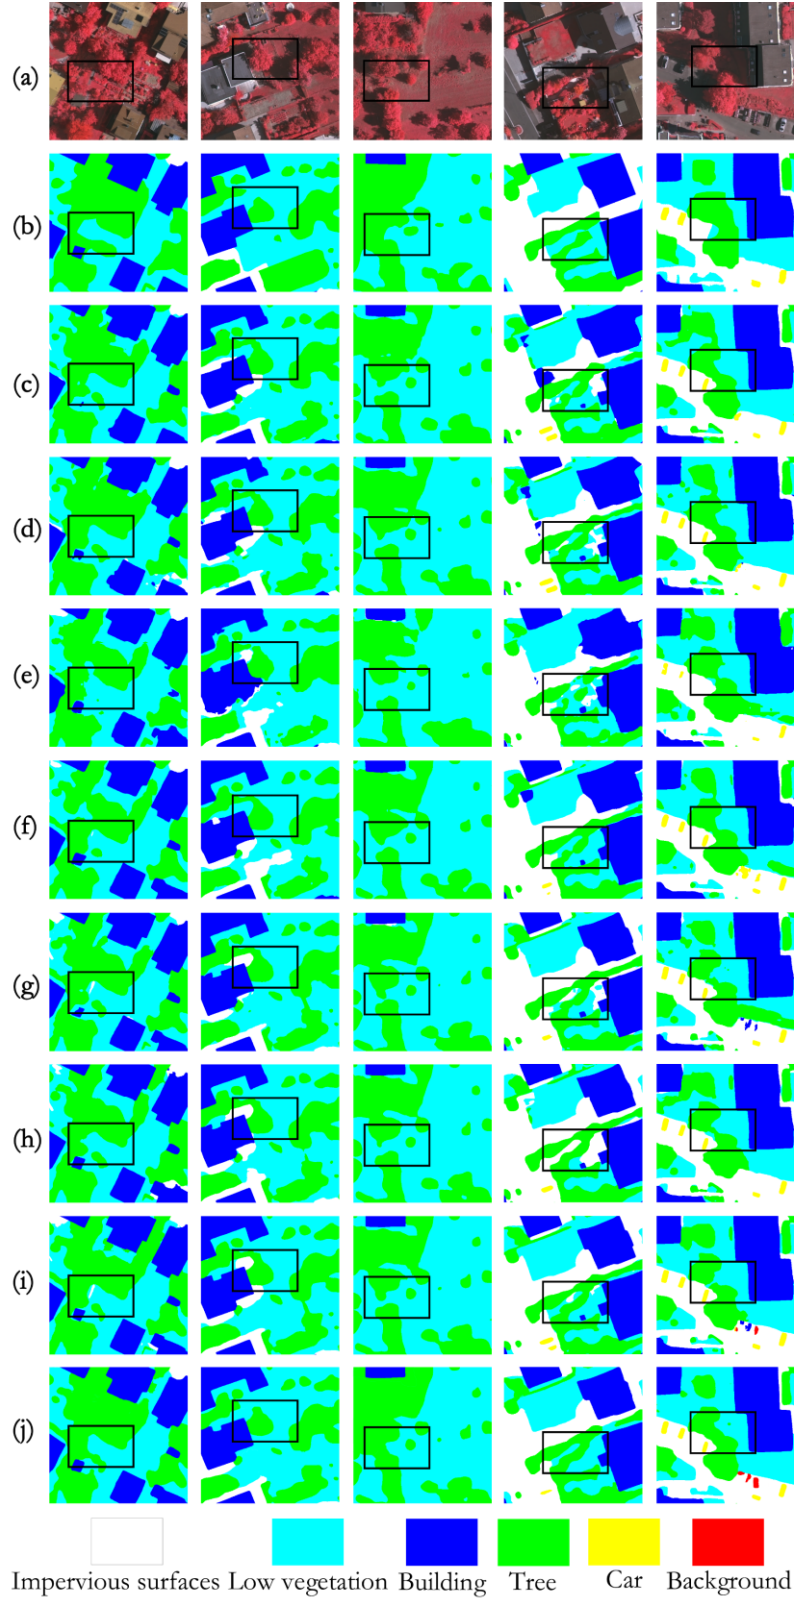 (a)
(b)
(c)
(d)
(e)
(f)
(g)
(h)
(i)
(j)
Impervious surfaces Low vegetation Building Tree Car Background